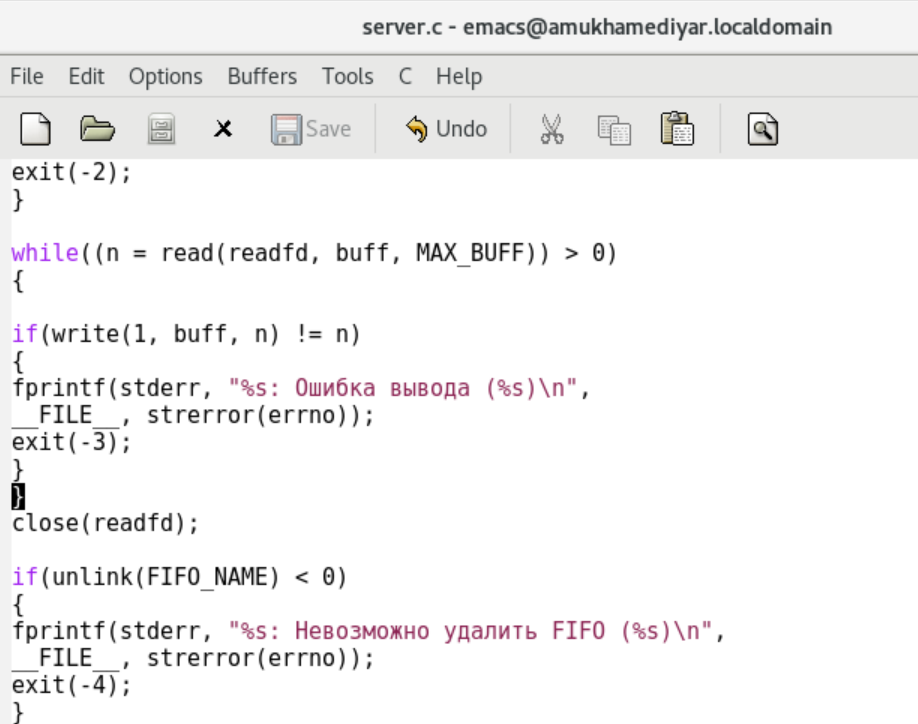 server.c - emacs@amukhamediyar.localdomain
File Edit Options Buffers Tools C Help
Save Undo
exit(-2);
}
while((n = read(readfd, buff, MAX_BUFF)) > 0)
{
if(write(1, buff, n) != n)
{
fprintf(stderr, "%s: Ошибка вывода (%s)\n",
__FILE__, strerror(errno));
exit(-3);
}
}
close(readfd);
if(unlink(FIFO_NAME) < 0)
{
fprintf(stderr, "%s: Невозможно удалить FIFO (%s)\n",
__FILE__, strerror(errno));
exit(-4);
}